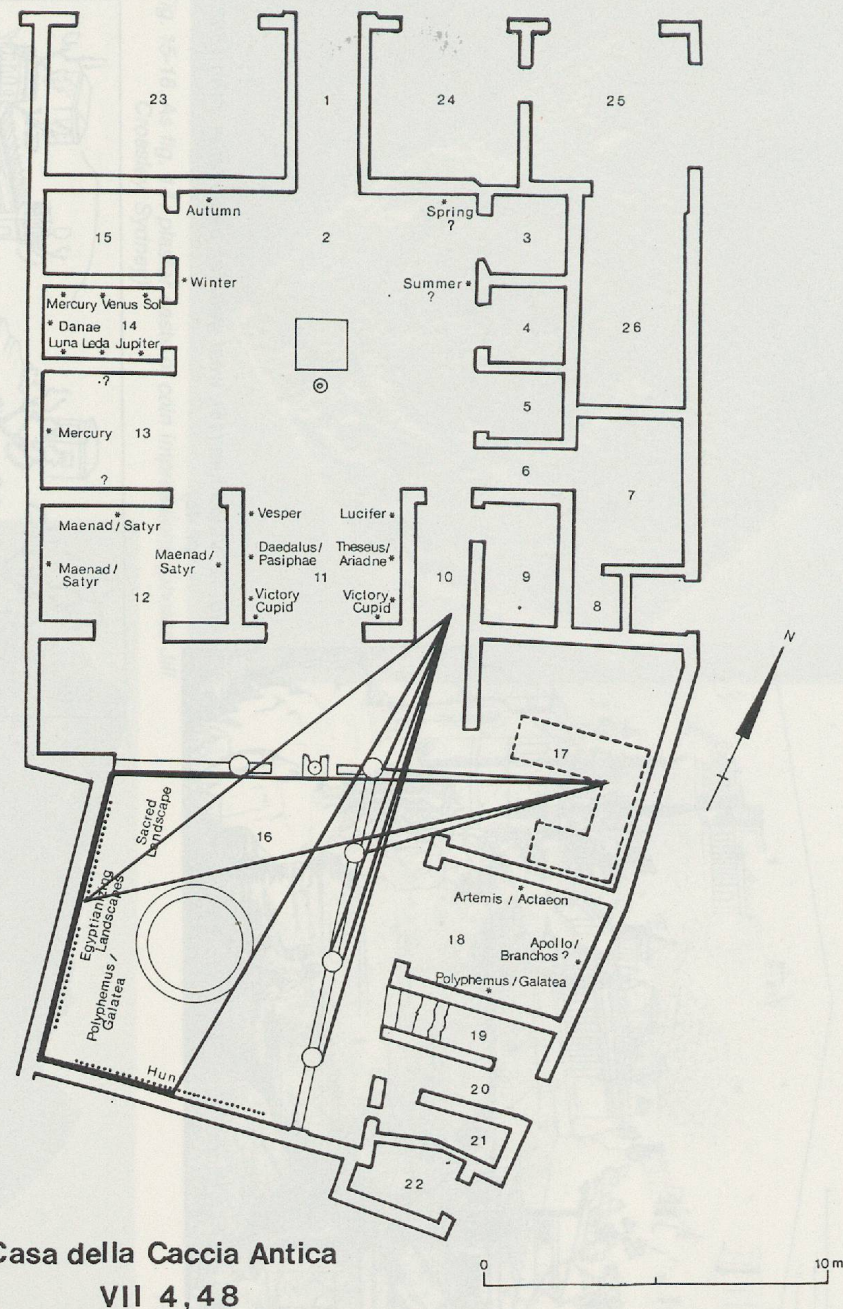 23
1
24
25
Autumn
Spring
?
15
2
3
Winter
Summer
?
Mercury Venus Sol
Danae 14
Luna Leda Jupiter
4
26
?
5
Mercury 13
?
6
7
Maenad / Satyr
Vesper
Lucifer
Maenad /
Satyr
Maenad /
Satyr
Daedalus /
Pasiphae
Theseus/
Ariadne
11
10
9
12
Victory
Cupid
Victory
Cupid
8
N
17
Sacred
Landscape
16
Egyptianizing
Landscapes
Polyphemus /
Galatea
Artemis / Actaeon
18
Apollo /
Branchos ?
Polyphemus / Galatea
19
Hun
20
21
22
Casa della Caccia Antica
VII 4,48
0
10 m